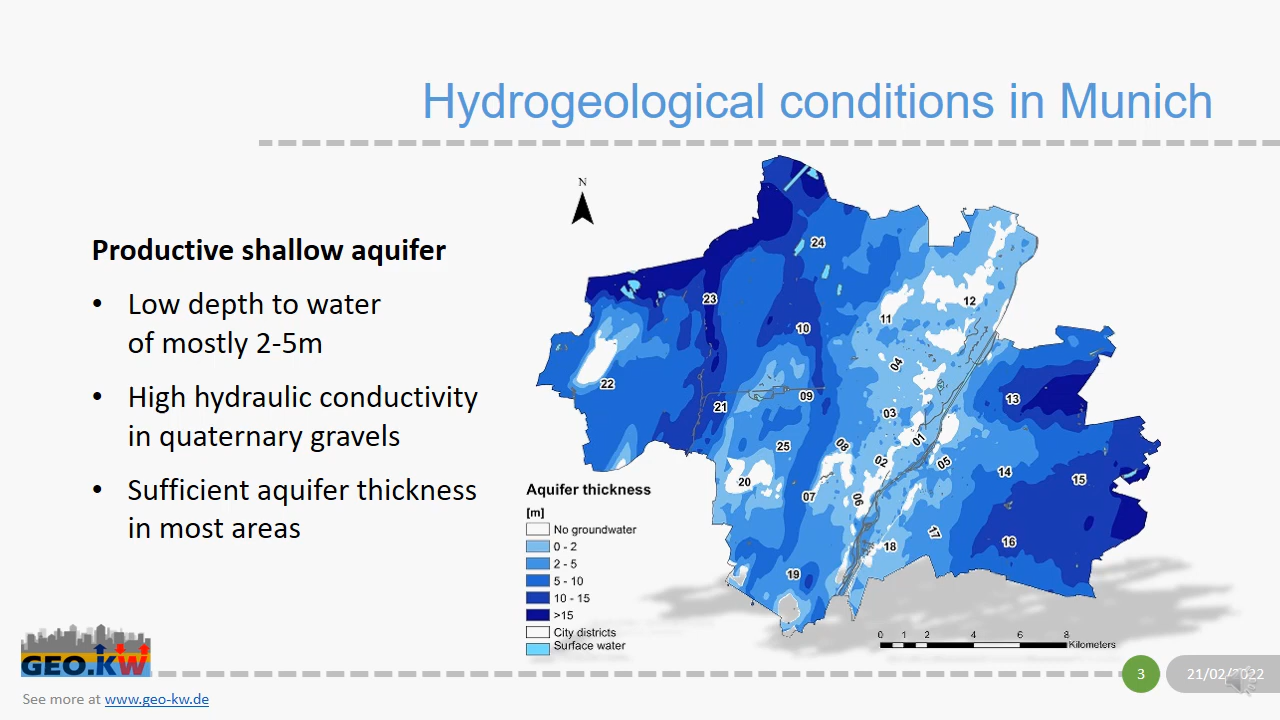 Hydrogeological conditions in Munich
Productive shallow aquifer
• Low depth to water
of mostly 2-5m
• High hydraulic conductivity
in quaternary gravels
• Sufficient aquifer thickness
in most areas
N
24
23
12
11
10
04
22
13
09
21
03
01
08
25
02
05
14
20
07
06
15
17
16
18
19
Aquifer thickness
[m]
No groundwater
0 - 2
2 - 5
5 - 10
10 - 15
>15
City districts
Surface water
0 1 2 4 6 8
Kilometers
GEO.KW
3
21/02/2022
See more at www.geo-kw.de